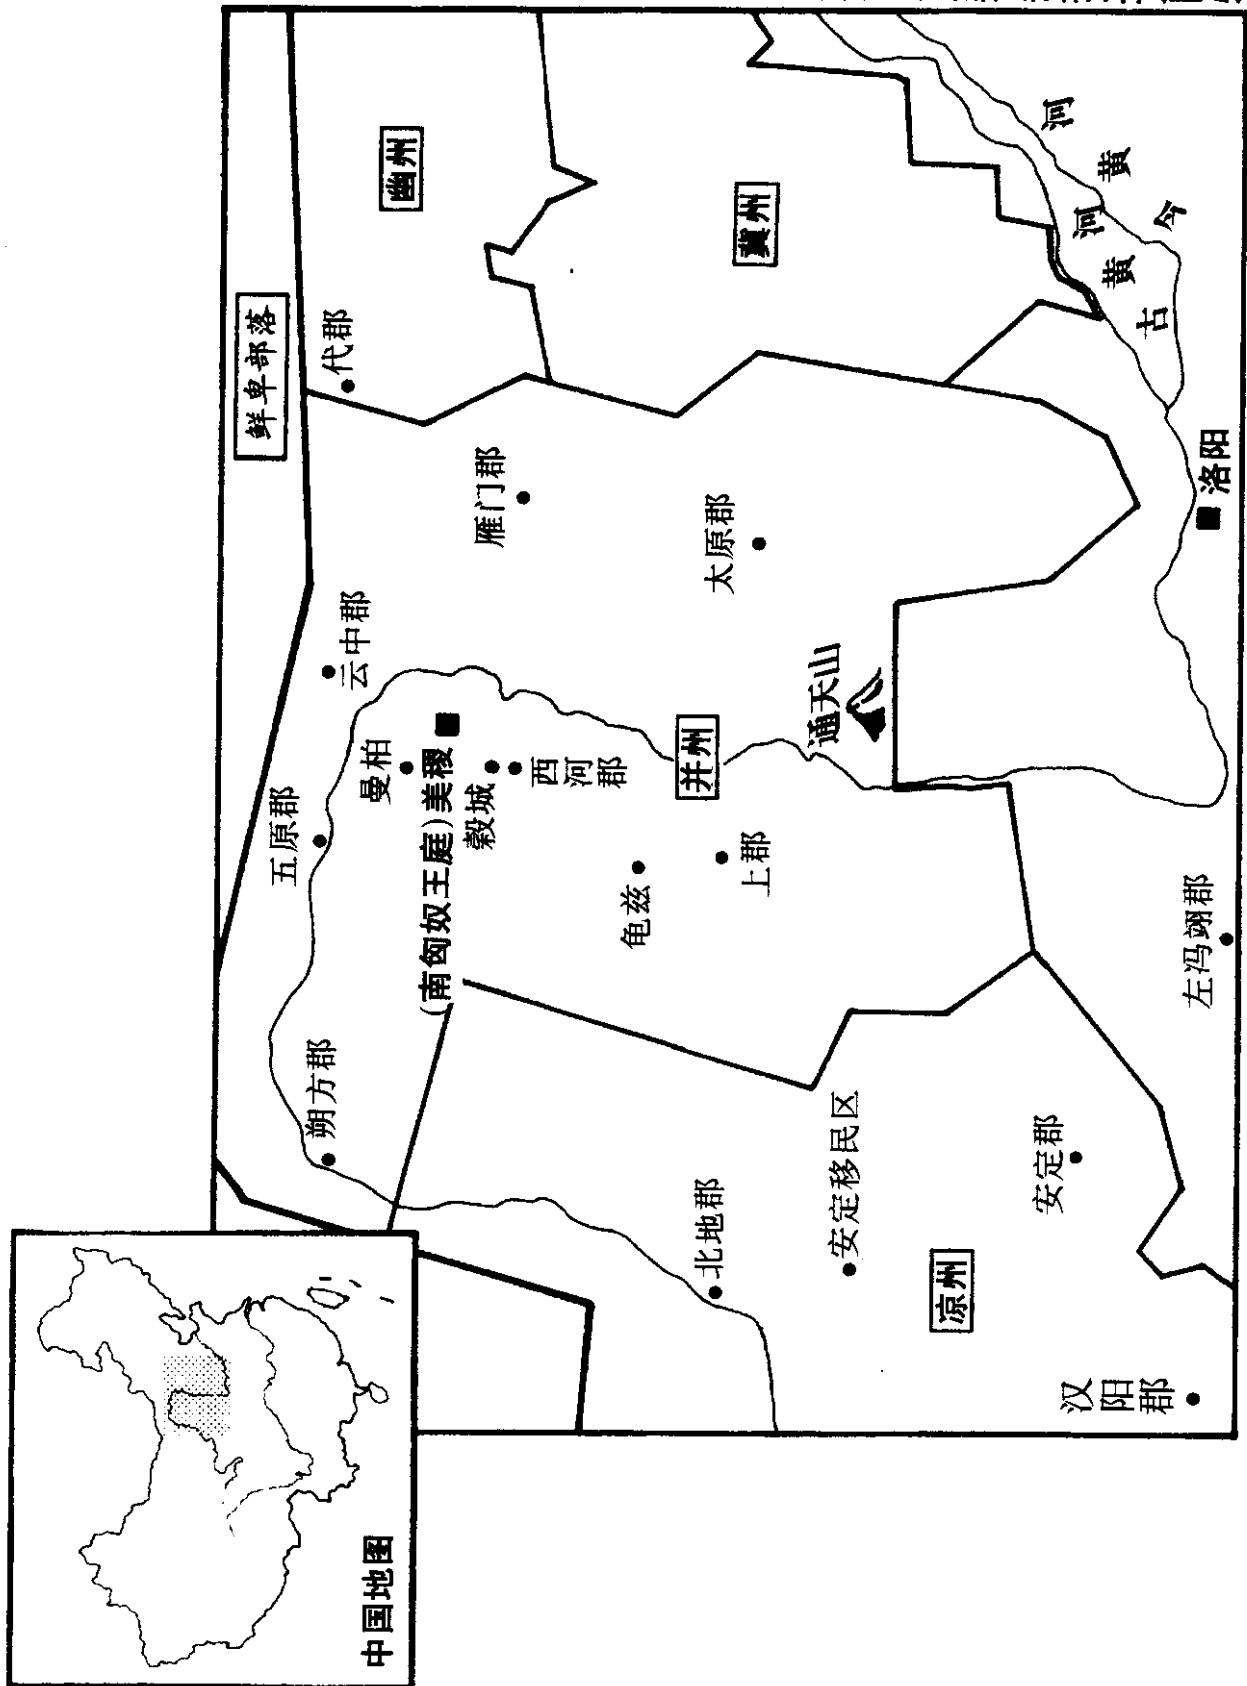 中国地图
鲜卑部落
幽州
代郡
冀州
雁门郡
云中郡
太原郡
五原郡
曼柏
(南匈奴王庭)美稷
榖城
西河郡
并州
通天山
朔方郡
龟兹
上郡
古黄河
今黄河
洛阳
左冯翊郡
北地郡
安定移民区
安定郡
凉州
汉阳郡